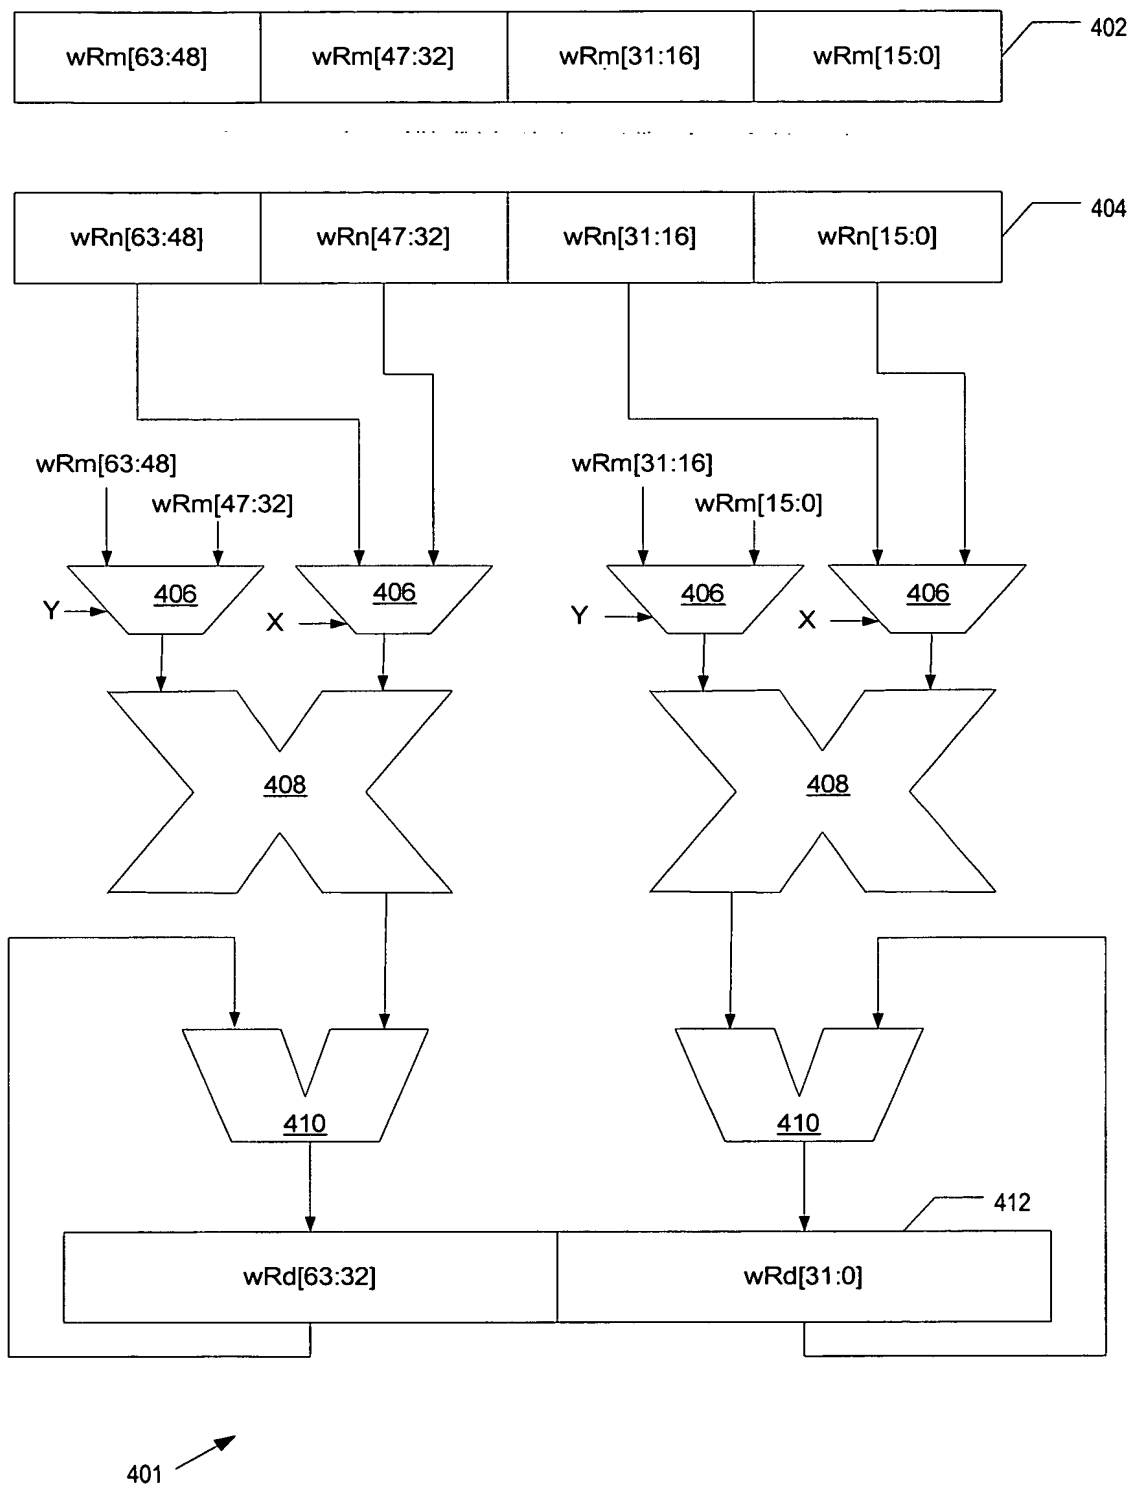 wRm[63:48] wRm[47:32] wRm[31:16] wRm[15:0] 402
wRn[63:48] wRn[47:32] wRn[31:16] wRn[15:0] 404
wRm[63:48] wRm[31:16]
wRm[47:32] wRm[15:0]
406 406 406 406
Y X Y X
408 408
410 410
412
wRd[63:32] wRd[31:0]
401